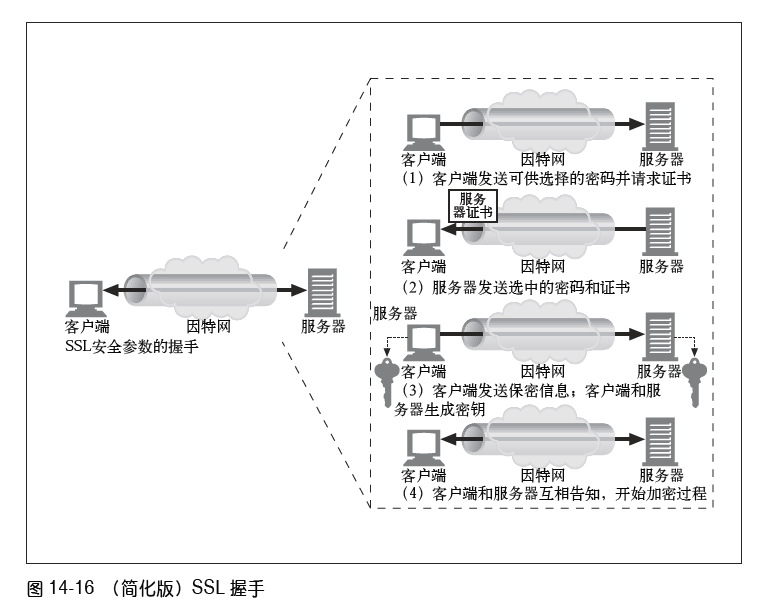 客户端
因特网
服务器
SSL安全参数的握手
客户端
因特网
服务器
(1) 客户端发送可供选择的密码并请求证书
服务
器证书
客户端
因特网
服务器
(2) 服务器发送选中的密码和证书
服务器
客户端
因特网
服务器
(3) 客户端发送保密信息；客户端和服
务器生成密钥
客户端
因特网
服务器
(4) 客户端和服务器互相告知，开始加密过程
图 14-16 （简化版）SSL 握手